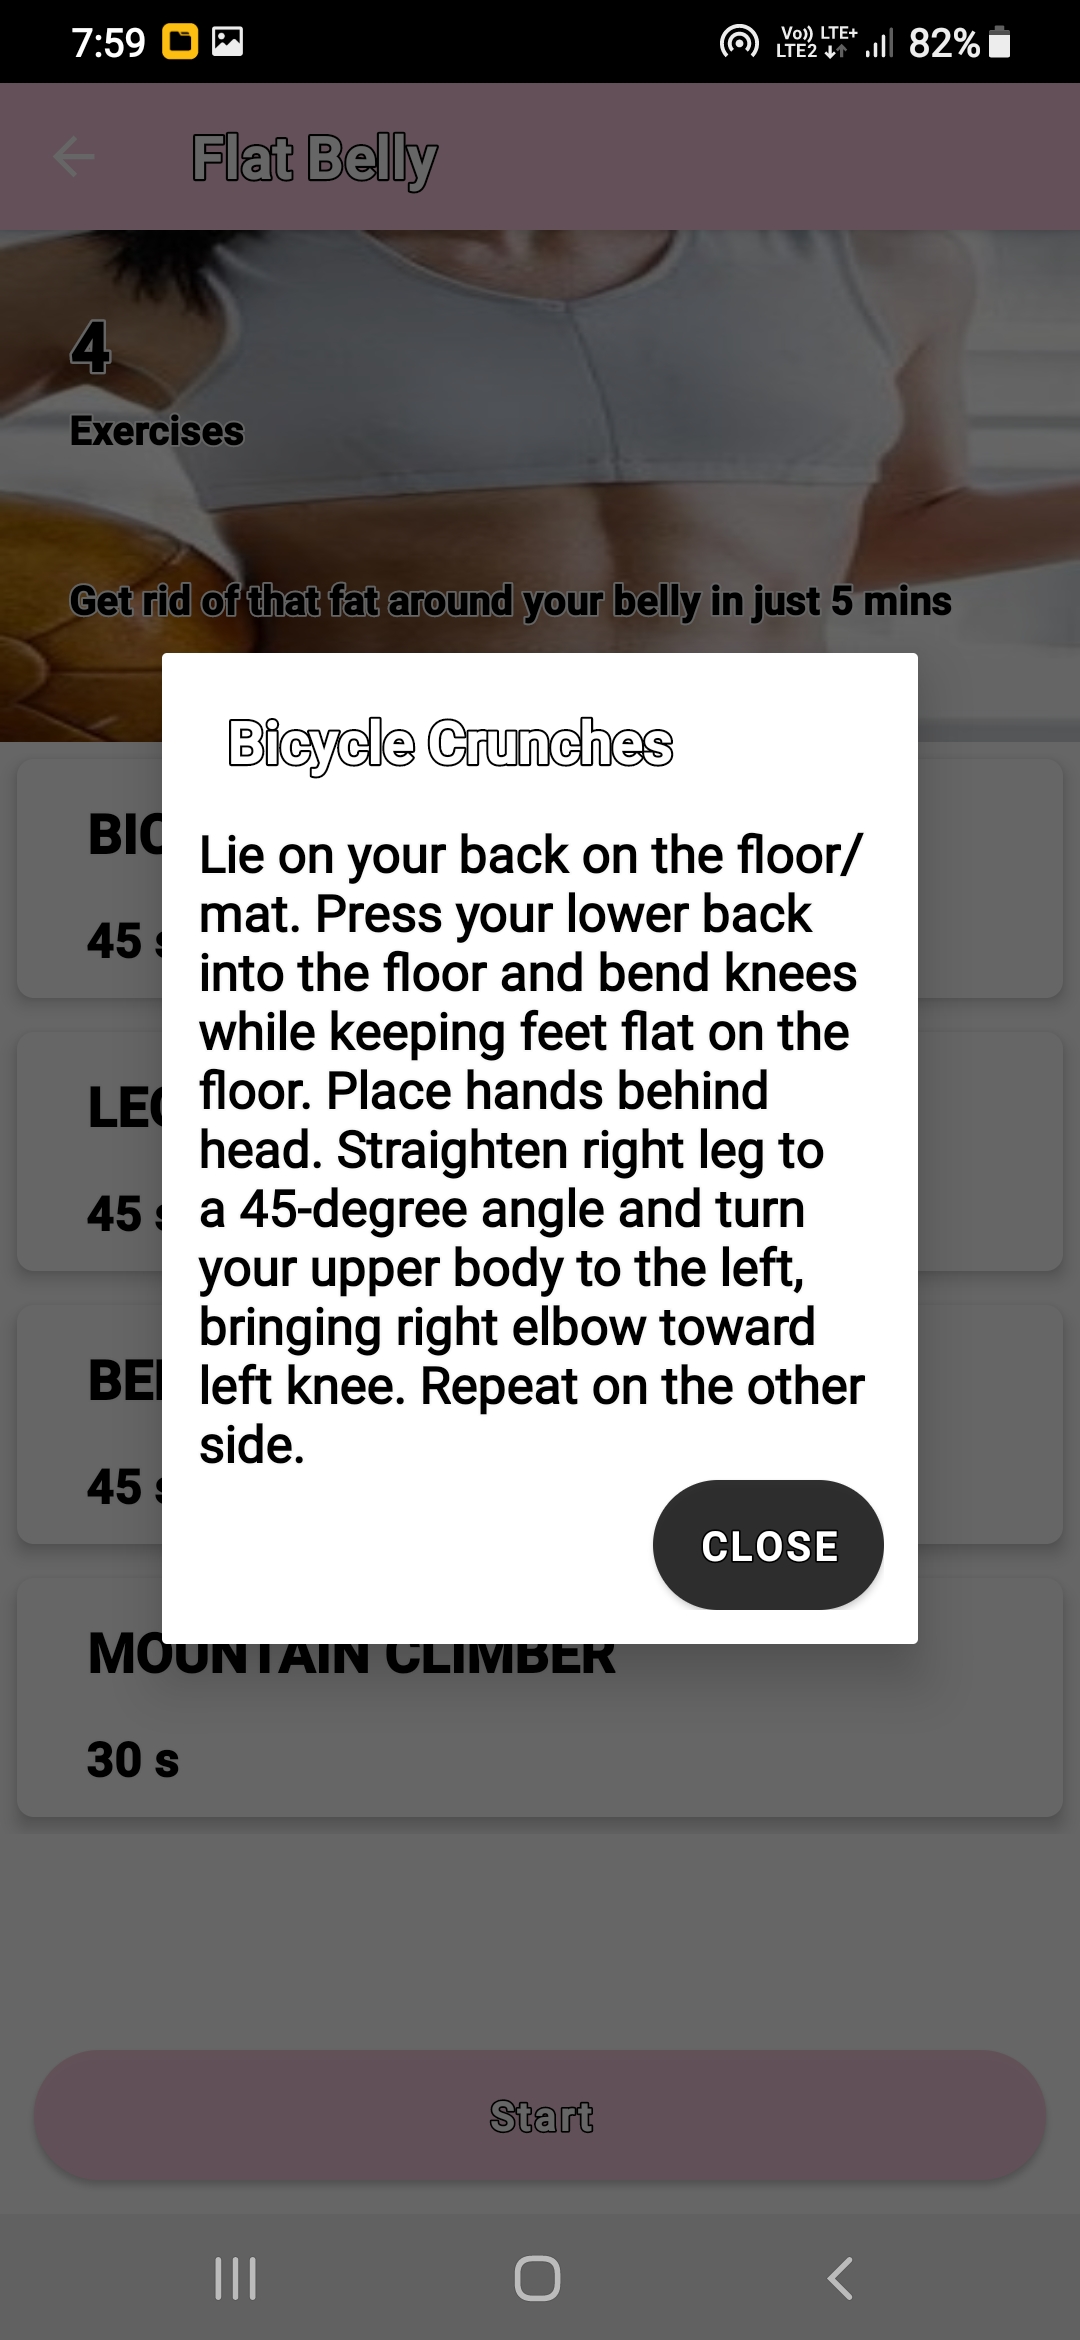 7:59
Vo)) LTE+
LTE2
82%
Flat Belly
4
Exercises
Get rid of that fat around your belly in just 5 mins
Bicycle Crunches
Lie on your back on the floor/
mat. Press your lower back
into the floor and bend knees
while keeping feet flat on the
floor. Place hands behind
head. Straighten right leg to
a 45-degree angle and turn
your upper body to the left,
bringing right elbow toward
left knee. Repeat on the other
side.
CLOSE
45
45
45
MOUNTAIN CLIMBER
30 s
Start